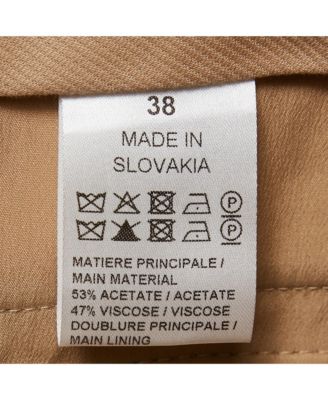 38
MADE IN
SLOVAKIA
P
P
MATIERE PRINCIPALE /
MAIN MATERIAL
53% ACETATE / ACETATE
47% VISCOSE / VISCOSE
DOUBLURE PRINCIPALE /
MAIN LINING